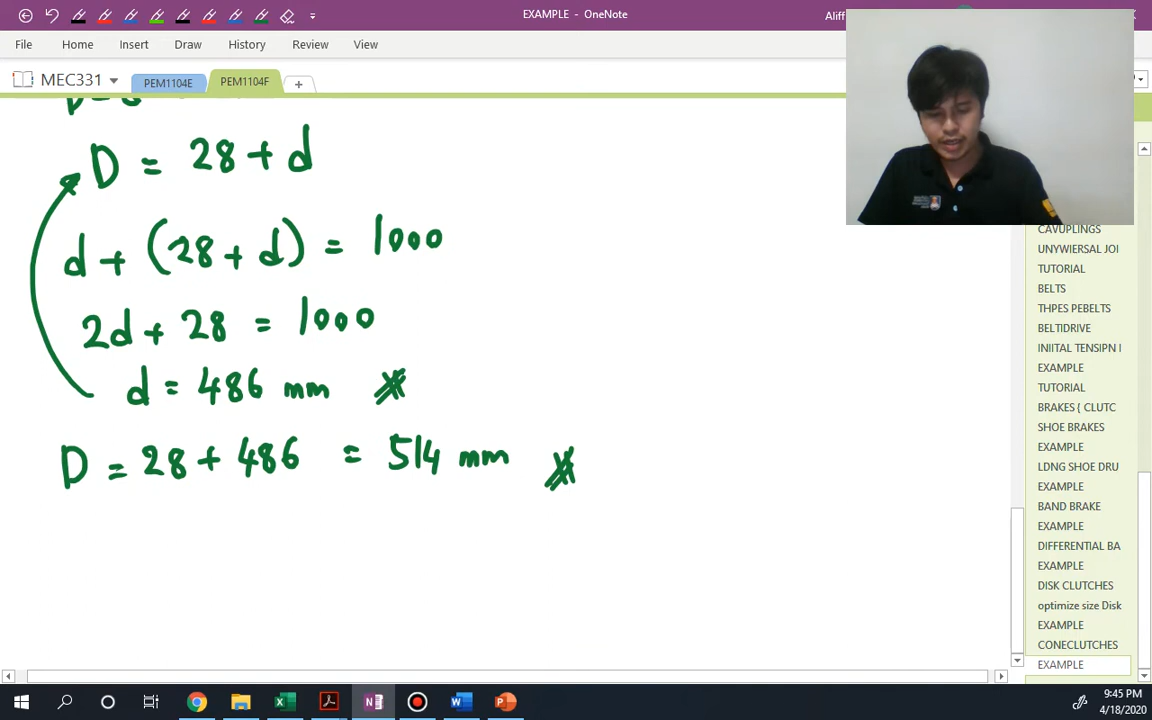 EXAMPLE - OneNote
Aliff
File Home Insert Draw History Review View
MEC331 PEM1104E PEM1104F
D = 28 + d
d + (28 + d) = 1000
2d + 28 = 1000
d = 486 mm
D = 28 + 486 = 514 mm
CAVUPLINGS
UNYWIERSAL JOI
TUTORIAL
BELTS
THPES PEBELTS
BELTIDRIVE
INIITAL TENSIPN I
EXAMPLE
TUTORIAL
BRAKES ( CLUTC
SHOE BRAKES
EXAMPLE
LDNG SHOE DRU
EXAMPLE
BAND BRAKE
EXAMPLE
DIFFERENTIAL BA
EXAMPLE
DISK CLUTCHES
optimize size Disk
EXAMPLE
CONECLUTCHES
EXAMPLE
9:45 PM
4/18/2020